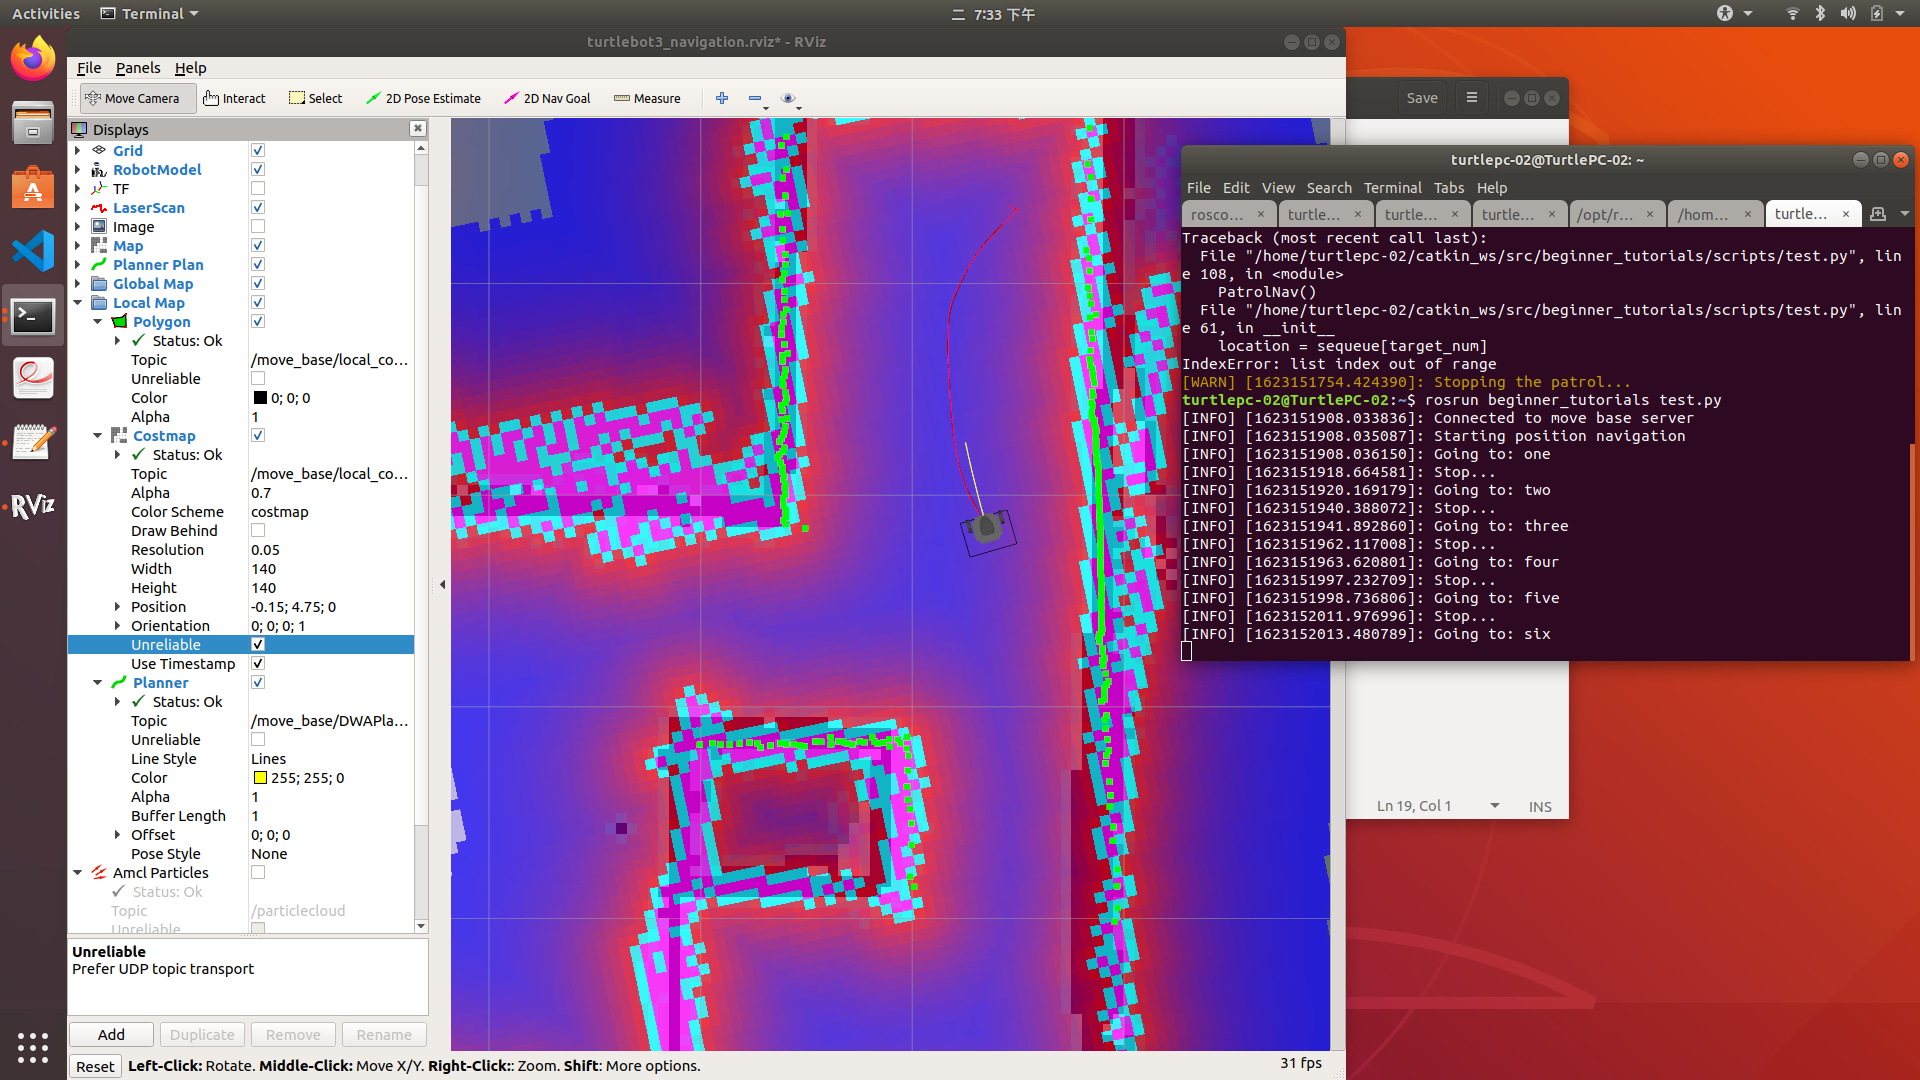 Activities
Terminal
二 7:33 下午
turtlebot3_navigation.rviz* - RViz
File Panels Help
Move Camera Interact Select 2D Pose Estimate 2D Nav Goal Measure
Displays
Grid
RobotModel
TF
LaserScan
Image
Map
Planner Plan
Global Map
Local Map
Polygon
Status: Ok
Topic /move_base/local_co...
Unreliable
Color 0; 0; 0
Alpha 1
Costmap
Status: Ok
Topic /move_base/local_co...
Alpha 0.7
Color Scheme costmap
Draw Behind
Resolution 0.05
Width 140
Height 140
Position -0.15; 4.75; 0
Orientation 0; 0; 0; 1
Unreliable
Use Timestamp
Planner
Status: Ok
Topic /move_base/DWAPla...
Unreliable
Line Style Lines
Color 255; 255; 0
Alpha 1
Buffer Length 1
Offset 0; 0; 0
Pose Style None
Amcl Particles
Status: Ok
Topic /particlecloud
Unreliable
Unreliable
Prefer UDP topic transport
Add Duplicate Remove Rename
Reset Left-Click: Rotate. Middle-Click: Move X/Y. Right-Click:: Zoom. Shift: More options.
31 fps
RViz
Save
turtlepc-02@TurtlePC-02: ~
File Edit View Search Terminal Tabs Help
rosco... turtle... turtle... turtle... /opt/r... /hom... turtle...
Traceback (most recent call last):
File "/home/turtlepc-02/catkin_ws/src/beginner_tutorials/scripts/test.py", lin
e 108, in <module>
PatrolNav()
File "/home/turtlepc-02/catkin_ws/src/beginner_tutorials/scripts/test.py", lin
e 61, in __init__
location = sequeue[target_num]
IndexError: list index out of range
[WARN] [1623151754.424390]: Stopping the patrol...
turtlepc-02@TurtlePC-02:~$ rosrun beginner_tutorials test.py
[INFO] [1623151908.033836]: Connected to move base server
[INFO] [1623151908.035087]: Starting position navigation
[INFO] [1623151908.036150]: Going to: one
[INFO] [1623151918.664581]: Stop...
[INFO] [1623151920.169179]: Going to: two
[INFO] [1623151940.388072]: Stop...
[INFO] [1623151941.892860]: Going to: three
[INFO] [1623151962.117008]: Stop...
[INFO] [1623151963.620801]: Going to: four
[INFO] [1623151997.232709]: Stop...
[INFO] [1623151998.736806]: Going to: five
[INFO] [1623152011.976996]: Stop...
[INFO] [1623152013.480789]: Going to: six
Ln 19, Col 1 INS